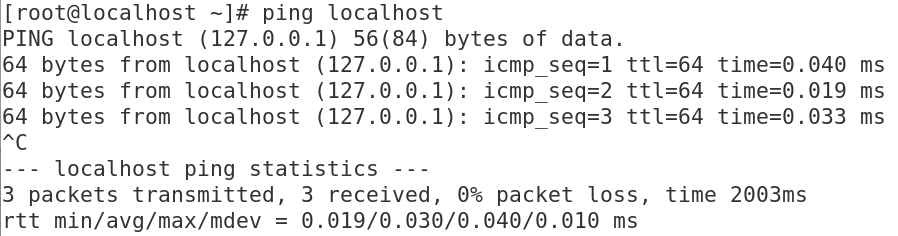 [root@localhost ~]# ping localhost
PING localhost (127.0.0.1) 56(84) bytes of data.
64 bytes from localhost (127.0.0.1): icmp_seq=1 ttl=64 time=0.040 ms
64 bytes from localhost (127.0.0.1): icmp_seq=2 ttl=64 time=0.019 ms
64 bytes from localhost (127.0.0.1): icmp_seq=3 ttl=64 time=0.033 ms
^C
--- localhost ping statistics ---
3 packets transmitted, 3 received, 0% packet loss, time 2003ms
rtt min/avg/max/mdev = 0.019/0.030/0.040/0.010 ms